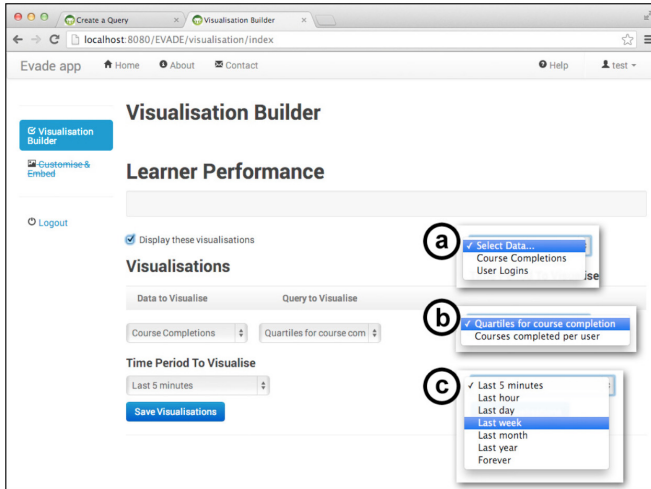 Create a Query
Visualisation Builder
localhost:8080/EVADE/visualisation/index
Evade app Home About Contact Help test
Visualisation Builder
Customise & Embed
Logout
Visualisation Builder
Learner Performance
Display these visualisations
Visualisations
Data to Visualise Query to Visualise
Course Completions Quartiles for course com
Time Period To Visualise
Last 5 minutes
Save Visualisations
a
✓ Select Data...
Course Completions
User Logins
ise
b
✓ Quartiles for course completion
Courses completed per user
c
✓ Last 5 minutes
Last hour
Last day
Last week
Last month
Last year
Forever